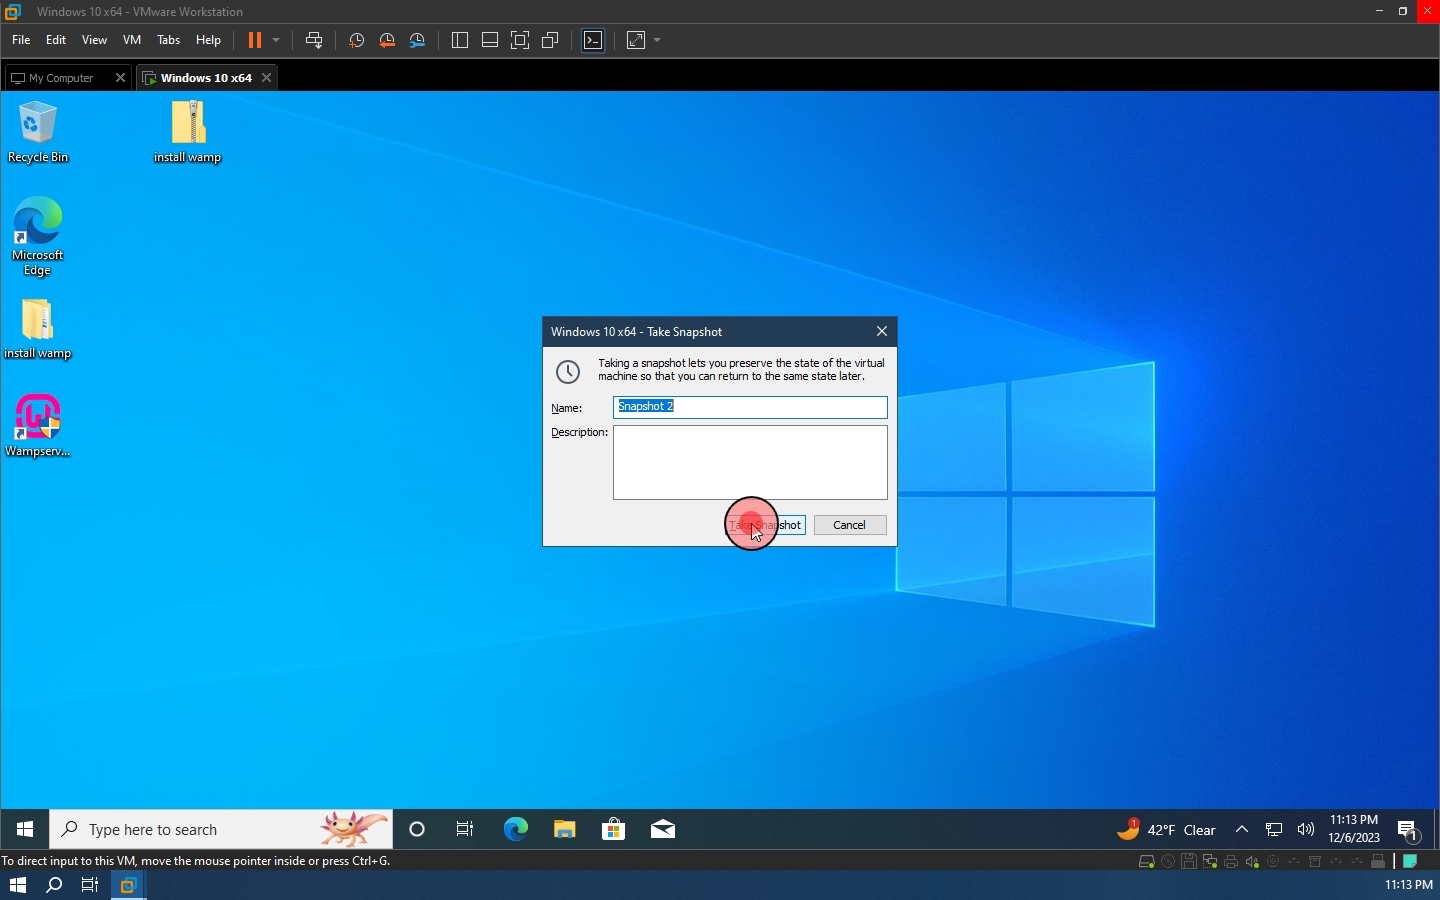 Windows 10 x64 - VMware Workstation
File Edit View VM Tabs Help
My Computer
Windows 10 x64
Recycle Bin
install wamp
Microsoft
Edge
install wamp
Wampserv...
Windows 10 x64 - Take Snapshot
Taking a snapshot lets you preserve the state of the virtual
machine so that you can return to the same state later.
Name:
Snapshot 2
Description:
Take Snapshot
Cancel
Type here to search
1
42°F Clear
11:13 PM
12/6/2023
1
To direct input to this VM, move the mouse pointer inside or press Ctrl+G.
11:13 PM